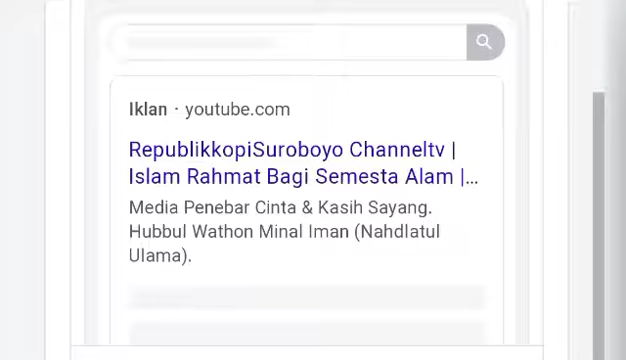 Iklan · youtube.com
RepublikkopiSuroboyo Channeltv |
Islam Rahmat Bagi Semesta Alam |...
Media Penebar Cinta & Kasih Sayang.
Hubbul Wathon Minal Iman (Nahdlatul
Ulama).